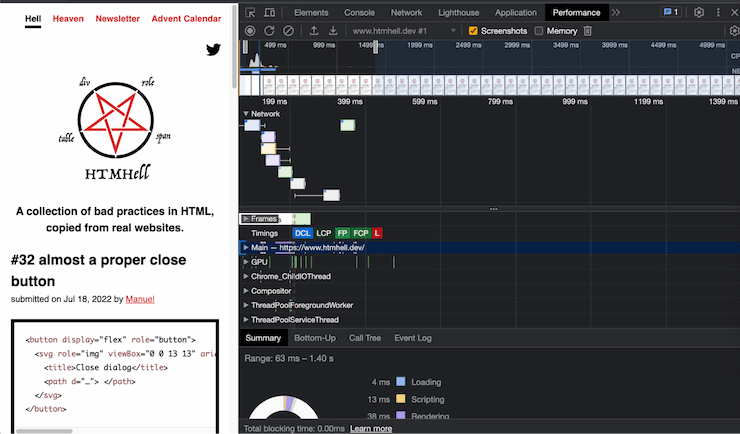 Hell Heaven Newsletter Advent Calendar
div role
table span
HTMHell
A collection of bad practices in HTML,
copied from real websites.
#32 almost a proper close
button
submitted on Jul 18, 2022 by Manuel
<button display="flex" role="button">
<svg role="img" viewBox="0 0 13 13" ari
<title>Close dialog</title>
<path d="…"> </path>
</svg>
</button>
Elements Console Network Lighthouse Application Performance 1
www.htmhell.dev #1 Screenshots Memory
499 ms 999 ms 1499 ms 1999 ms 2499 ms 2999 ms 3499 ms 3999 ms 4499 ms 4999 ms
CP
NE
199 ms 399 ms 599 ms 799 ms 999 ms 1199 ms 1399 ms
Network
Frames
Timings DCL LCP FP FCP L
Main — https://www.htmhell.dev/
GPU
Chrome_ChildIOThread
Compositor
ThreadPoolForegroundWorker
ThreadPoolServiceThread
Summary Bottom-Up Call Tree Event Log
Range: 63 ms – 1.40 s
4 ms Loading
13 ms Scripting
38 ms Rendering
Total blocking time: 0.00ms Learn more